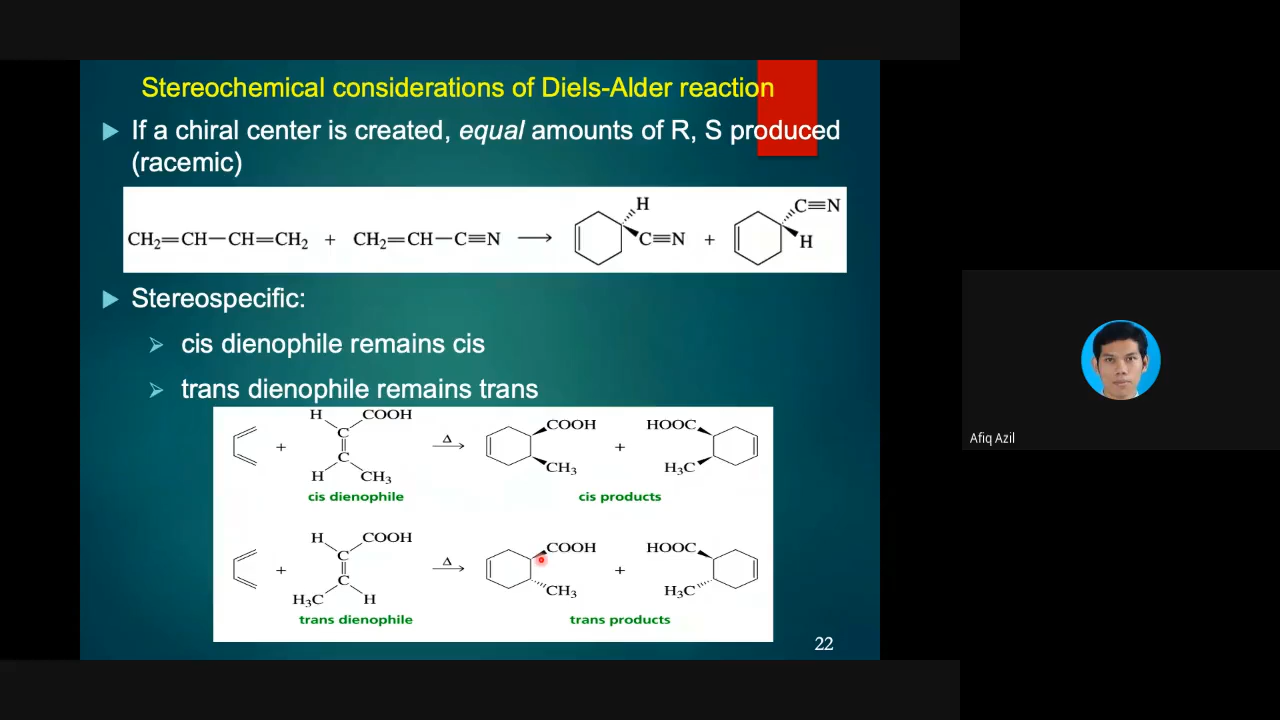 Stereochemical considerations of Diels-Alder reaction
If a chiral center is created, equal amounts of R, S produced
(racemic)
CH₂=CH—CH=CH₂ + CH₂=CH—C≡N ⟶ H C≡N + C≡N H
Stereospecific:
cis dienophile remains cis
trans dienophile remains trans
H COOH
C
+ Δ COOH + HOOC
C
CH₃ H₃C
H CH₃
cis dienophile cis products
H COOH
C
+ Δ COOH + HOOC
C
CH₃ H₃C
H₃C H
trans dienophile trans products
22
Afiq Azil